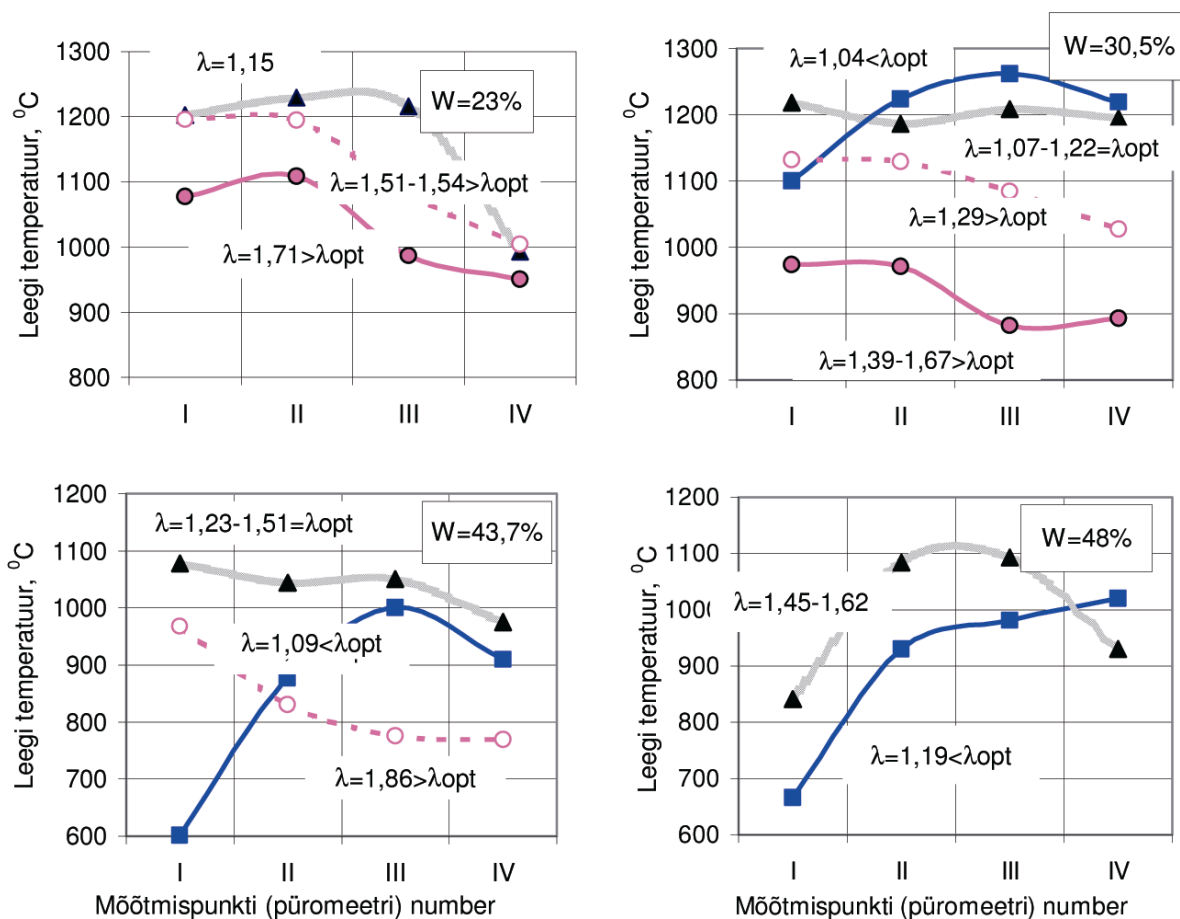 1300
1200
1100
1000
900
800
Leegi temperatuur, ⁰C
λ=1,15
W=23%
λ=1,51-1,54>λopt
λ=1,71>λopt
I II III IV
1300
1200
1100
1000
900
800
Leegi temperatuur, ⁰C
W=30,5%
λ=1,04<λopt
λ=1,07-1,22=λopt
λ=1,29>λopt
λ=1,39-1,67>λopt
I II III IV
1200
1100
1000
900
800
700
600
Leegi temperatuur, ⁰C
λ=1,23-1,51=λopt
W=43,7%
λ=1,09<λopt
λ=1,86>λopt
I II III IV
Mõõtmispunkti (püromeetri) number
1200
1100
1000
900
800
700
600
Leegi temperatuur, ⁰C
W=48%
λ=1,45-1,62
λ=1,19<λopt
I II III IV
Mõõtmispunkti (püromeetri) number